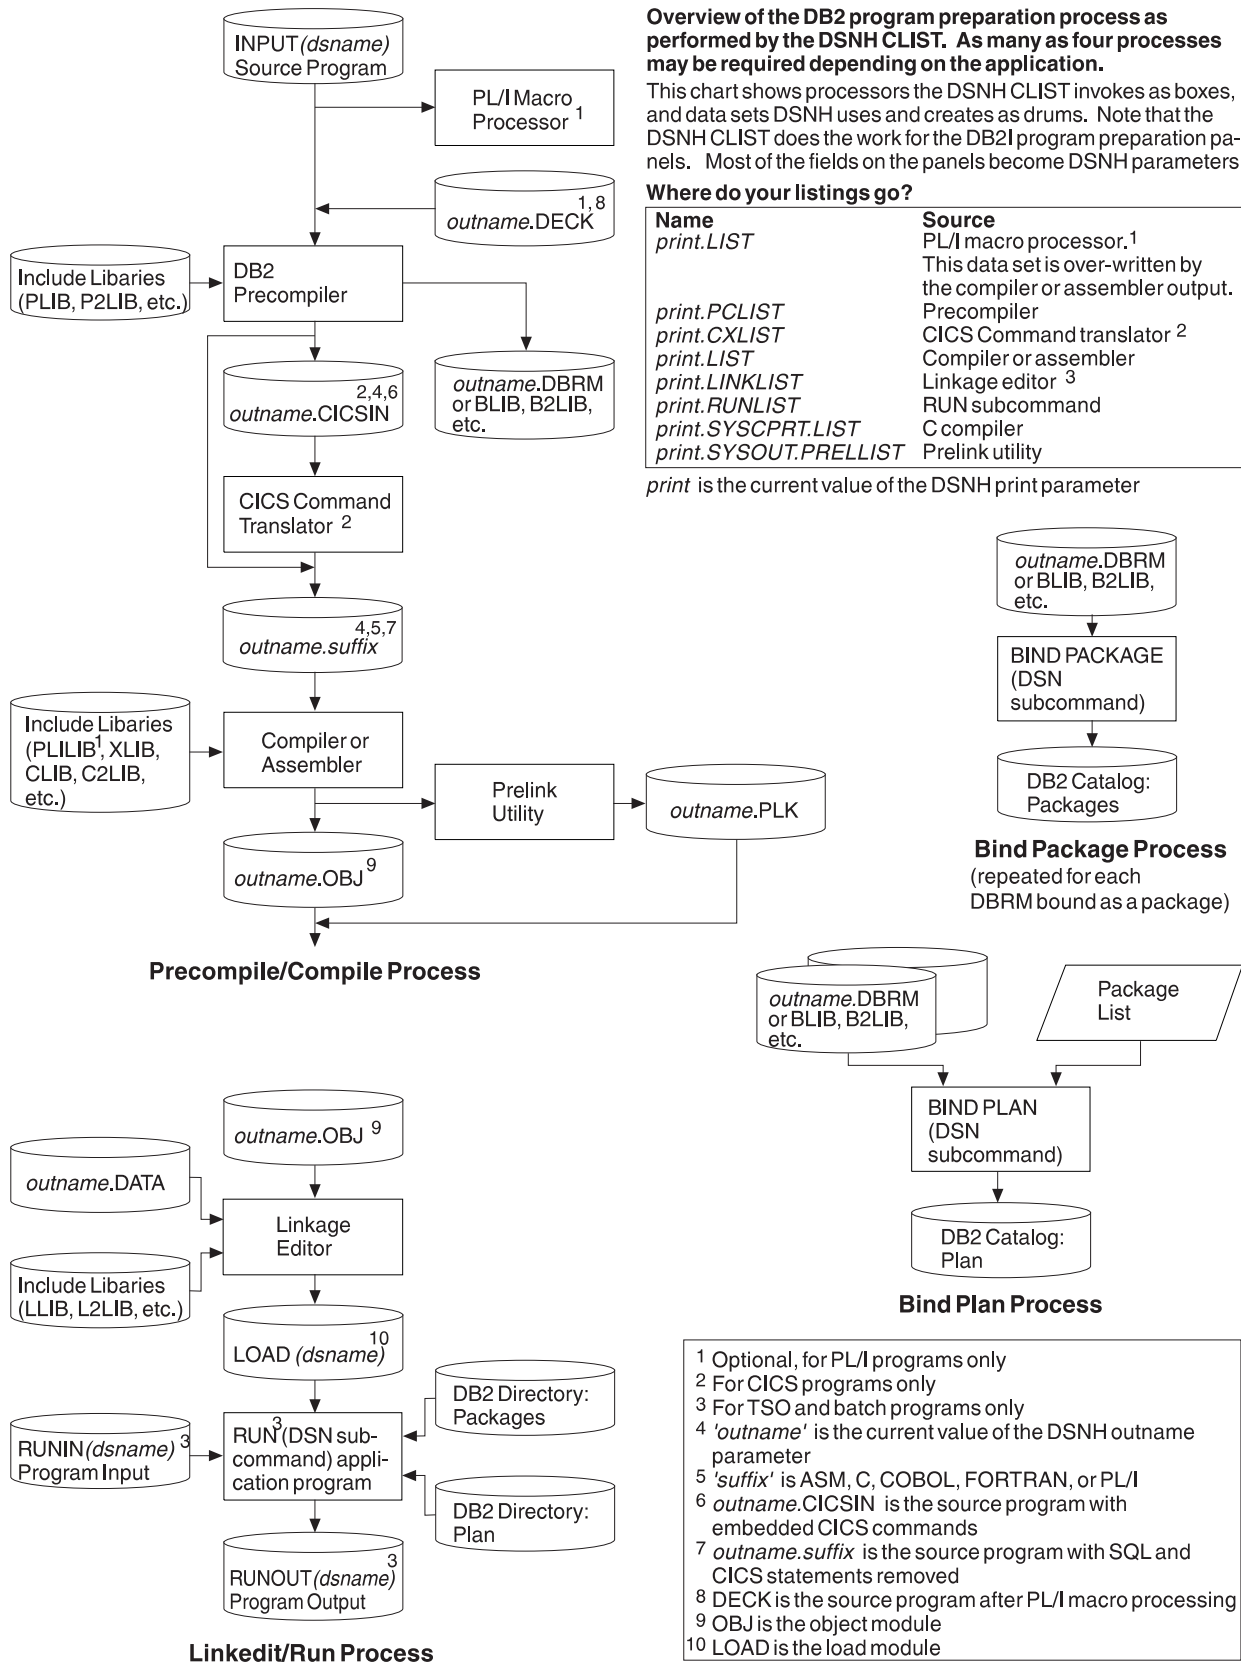 INPUT(dsname)
Source Program
PL/I Macro
Processor 1
1, 8
outname.DECK
Include Libaries
(PLIB, P2LIB, etc.)
DB2
Precompiler
2,4,6
outname.CICSIN
outname.DBRM
or BLIB, B2LIB,
etc.
CICS Command
Translator 2
4,5,7
outname.suffix
Include Libaries
(PLILIB1, XLIB,
CLIB, C2LIB,
etc.)
Compiler or
Assembler
Prelink
Utility
outname.PLK
outname.OBJ 9
Precompile/Compile Process
Overview of the DB2 program preparation process as
performed by the DSNH CLIST. As many as four processes
may be required depending on the application.
This chart shows processors the DSNH CLIST invokes as boxes,
and data sets DSNH uses and creates as drums. Note that the
DSNH CLIST does the work for the DB2I program preparation pa-
nels. Most of the fields on the panels become DSNH parameters
Where do your listings go?
Name Source
print.LIST PL/I macro processor.1
This data set is over-written by
the compiler or assembler output.
print.PCLIST Precompiler
print.CXLIST CICS Command translator 2
print.LIST Compiler or assembler
print.LINKLIST Linkage editor 3
print.RUNLIST RUN subcommand
print.SYSCPRT.LIST C compiler
print.SYSOUT.PRELLIST Prelink utility
print is the current value of the DSNH print parameter
outname.DBRM
or BLIB, B2LIB,
etc.
BIND PACKAGE
(DSN
subcommand)
DB2 Catalog:
Packages
Bind Package Process
(repeated for each
DBRM bound as a package)
outname.DBRM
or BLIB, B2LIB,
etc.
Package
List
BIND PLAN
(DSN
subcommand)
DB2 Catalog:
Plan
Bind Plan Process
outname.OBJ 9
outname.DATA
Linkage
Editor
Include Libaries
(LLIB, L2LIB, etc.)
10
LOAD (dsname)
DB2 Directory:
Packages
RUNIN(dsname) 3
Program Input
RUN3(DSN sub-
command) appli-
cation program
DB2 Directory:
Plan
3
RUNOUT(dsname)
Program Output
Linkedit/Run Process
1 Optional, for PL/I programs only
2 For CICS programs only
3 For TSO and batch programs only
4 'outname' is the current value of the DSNH outname
parameter
5 'suffix' is ASM, C, COBOL, FORTRAN, or PL/I
6 outname.CICSIN is the source program with
embedded CICS commands
7 outname.suffix is the source program with SQL and
CICS statements removed
8 DECK is the source program after PL/I macro processing
9 OBJ is the object module
10 LOAD is the load module